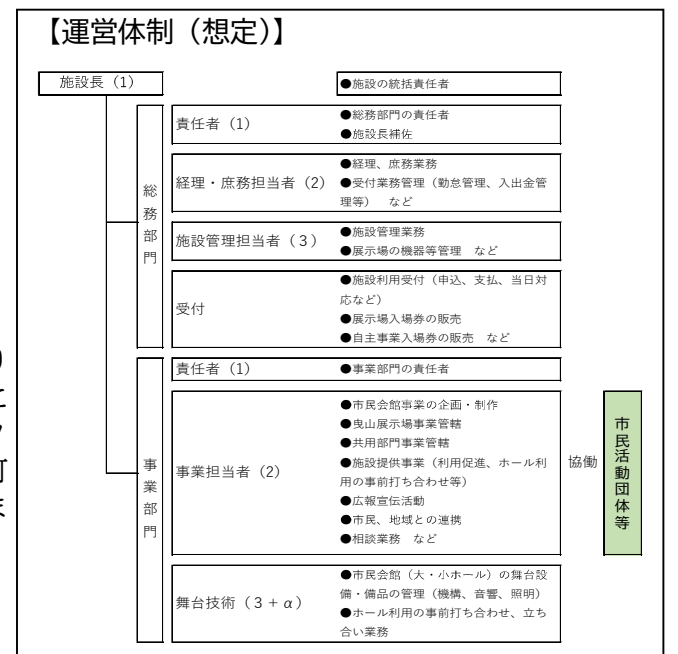 【運営体制（想定）】
施設長（1）
●施設の統括責任者
総務部門
責任者（1）
●総務部門の責任者
●施設長補佐
経理・庶務担当者（2）
●経理、庶務業務
●受付業務管理（勤怠管理、入出金管
理等）　など
施設管理担当者（３）
●施設管理業務
●展示場の機器等管理　など
受付
●施設利用受付（申込、支払、当日対
応など）
●展示場入場券の販売
●自主事業入場券の販売　など
事業部門
責任者（1）
●事業部門の責任者
事業担当者（2）
●市民会館事業の企画・制作
●曳山展示場事業管轄
●共用部門事業管轄
●施設提供事業（利用促進、ホール利
用の事前打ち合わせ等）
●広報宣伝活動
●市民、地域との連携
●相談業務　など
協働
市民活動団体等
舞台技術（3＋α）
●市民会館（大・小ホール）の舞台設
備・備品の管理（機構、音響、照明）
●ホール利用の事前打ち合わせ、立ち
合い業務